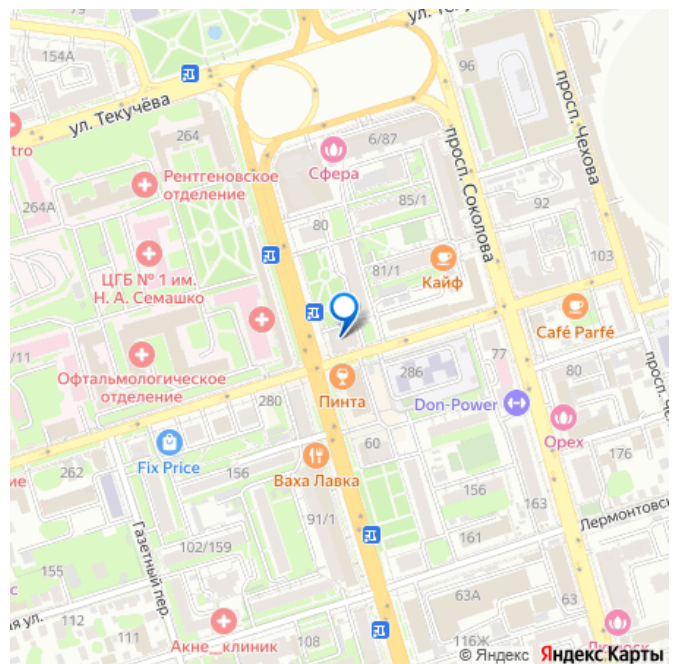 154А
ул. Текучёва
96
просп. Чехова
264
6/87
просп. Соколова
Сфера
Рентгеновское
отделение
264А
85/1
92
80
81/1
103
ЦГБ № 1 им.
Н. А. Семашко
Кайф
Café Parfé
/11
Офтальмологическое
отделение
286
77
80
Пинта
Don-Power
280
Орех
60
Fix Price
262
156
176
Ваха Лавка
156
163
91/1
Лермонтовс
Газетный пер.
102/159
155
63А
63
я ул.
112
111
Акне_клиник
108
116Ж
© Яндекс Яндекс Карты